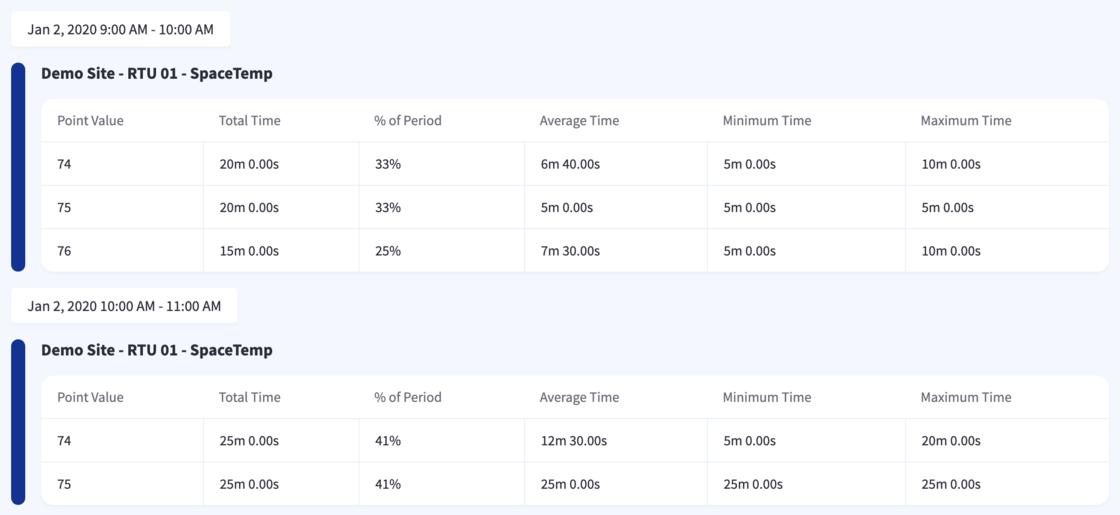 Jan 2, 2020 9:00 AM - 10:00 AM
Demo Site - RTU 01 - SpaceTemp
Point Value Total Time % of Period Average Time Minimum Time Maximum Time
74 20m 0.00s 33% 6m 40.00s 5m 0.00s 10m 0.00s
75 20m 0.00s 33% 5m 0.00s 5m 0.00s 5m 0.00s
76 15m 0.00s 25% 7m 30.00s 5m 0.00s 10m 0.00s
Jan 2, 2020 10:00 AM - 11:00 AM
Demo Site - RTU 01 - SpaceTemp
Point Value Total Time % of Period Average Time Minimum Time Maximum Time
74 25m 0.00s 41% 12m 30.00s 5m 0.00s 20m 0.00s
75 25m 0.00s 41% 25m 0.00s 25m 0.00s 25m 0.00s